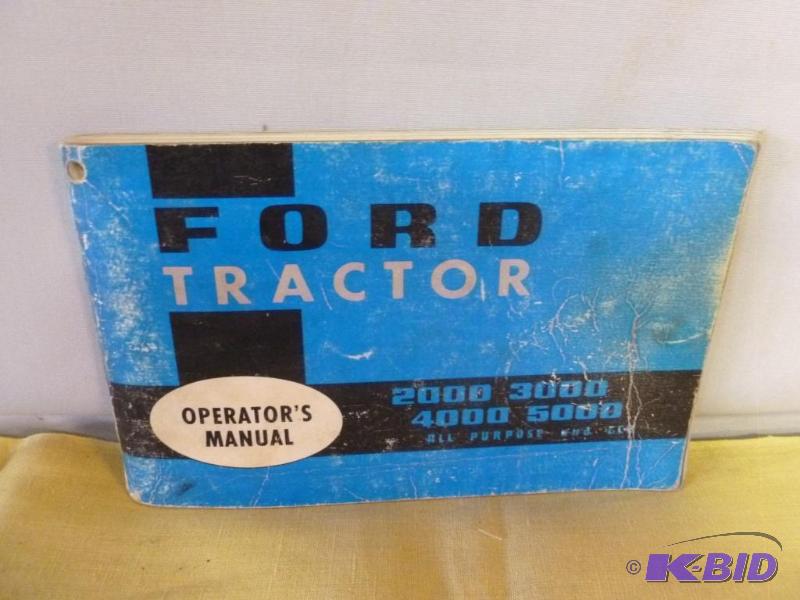 FORD
TRACTOR
OPERATOR'S
MANUAL
2000 3000
4000 5000
ALL PURPOSE
© K-BID